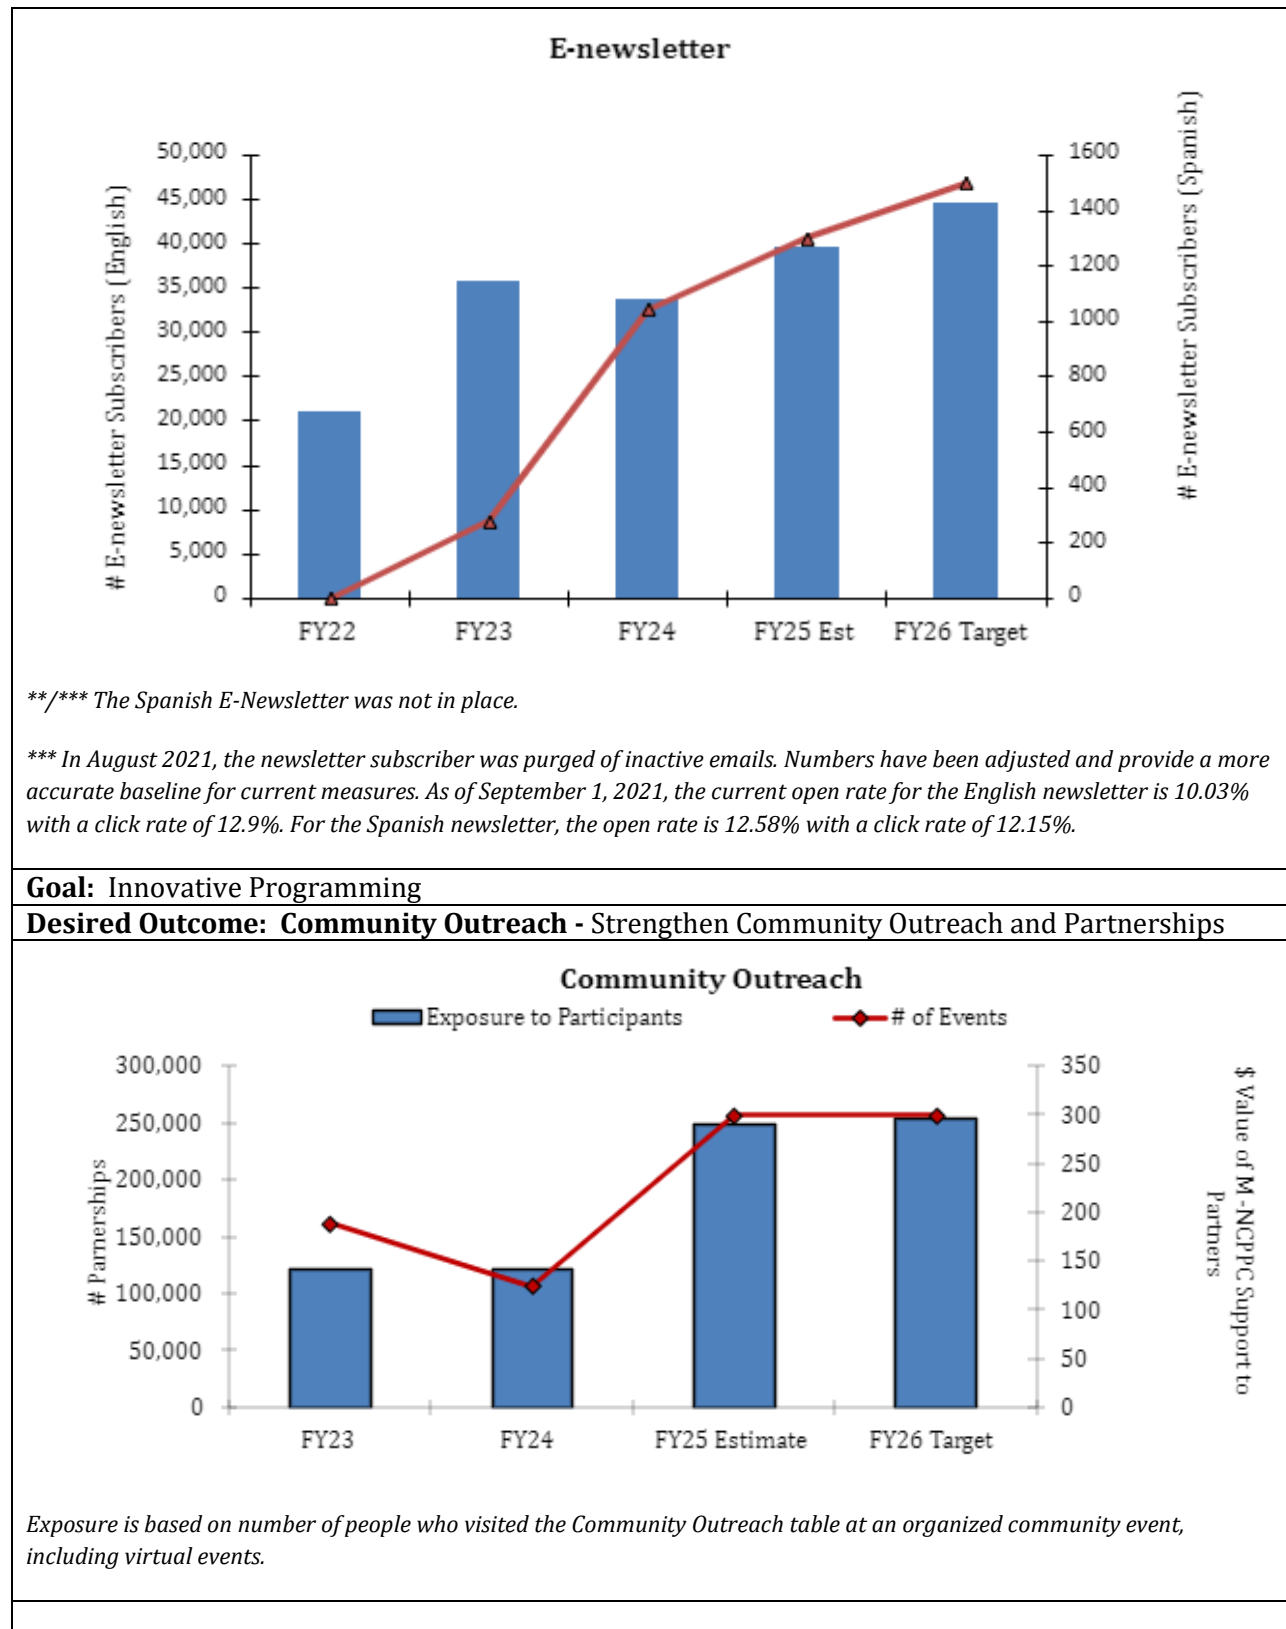 E-newsletter
# E-newsletter Subscribers (English)
50,000
45,000
40,000
35,000
30,000
25,000
20,000
15,000
10,000
5,000
0
1600
1400
1200
1000
800
600
400
200
0
# E-newsletter Subscribers (Spanish)
FY22 FY23 FY24 FY25 Est FY26 Target
**/*** The Spanish E-Newsletter was not in place.
*** In August 2021, the newsletter subscriber was purged of inactive emails. Numbers have been adjusted and provide a more
accurate baseline for current measures. As of September 1, 2021, the current open rate for the English newsletter is 10.03%
with a click rate of 12.9%. For the Spanish newsletter, the open rate is 12.58% with a click rate of 12.15%.
Goal: Innovative Programming
Desired Outcome: Community Outreach - Strengthen Community Outreach and Partnerships
Community Outreach
Exposure to Participants # of Events
# Parnerships
300,000
250,000
200,000
150,000
100,000
50,000
0
350
300
250
200
150
100
50
0
$ Value of M-NCPPC Support to
Partners
FY23 FY24 FY25 Estimate FY26 Target
Exposure is based on number of people who visited the Community Outreach table at an organized community event,
including virtual events.